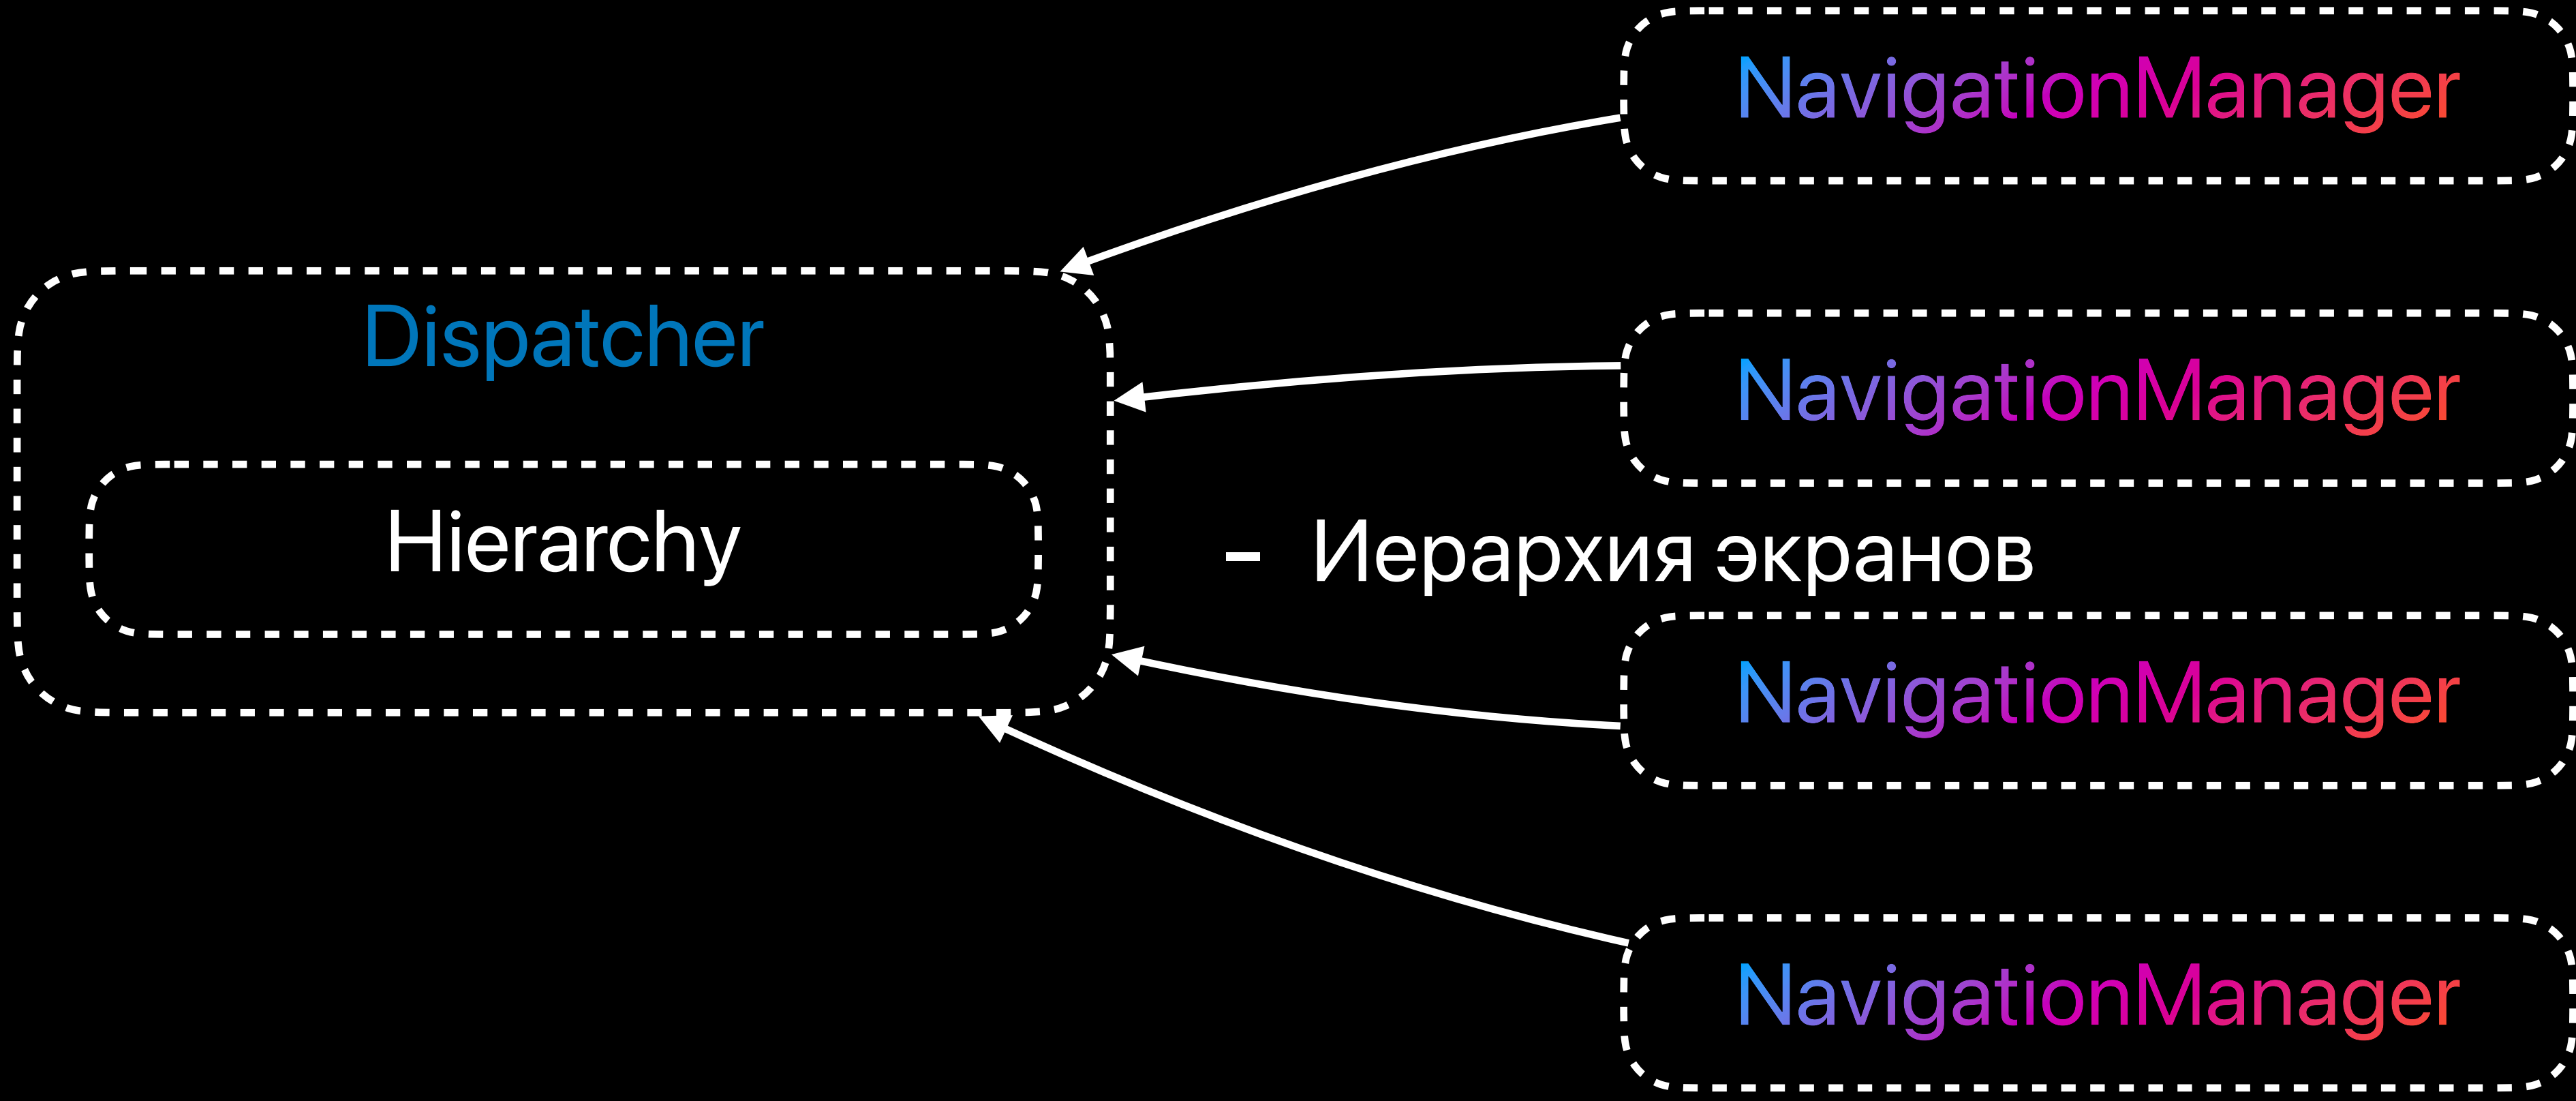 NavigationManager
Dispatcher
NavigationManager
Hierarchy
- Иерархия экранов
NavigationManager
NavigationManager